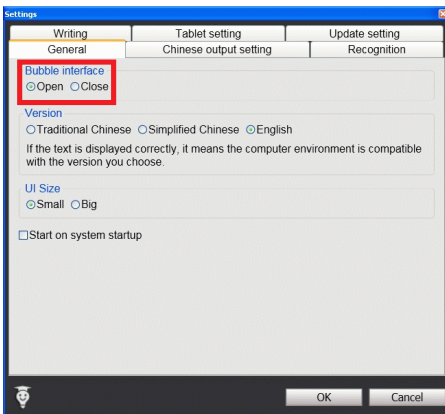 Settings
Writing Tablet setting Update setting
General Chinese output setting Recognition
Bubble interface
Open Close
Version
Traditional Chinese Simplified Chinese English
If the text is displayed correctly, it means the computer environment is compatible
with the version you choose.
UI Size
Small Big
Start on system startup
OK Cancel